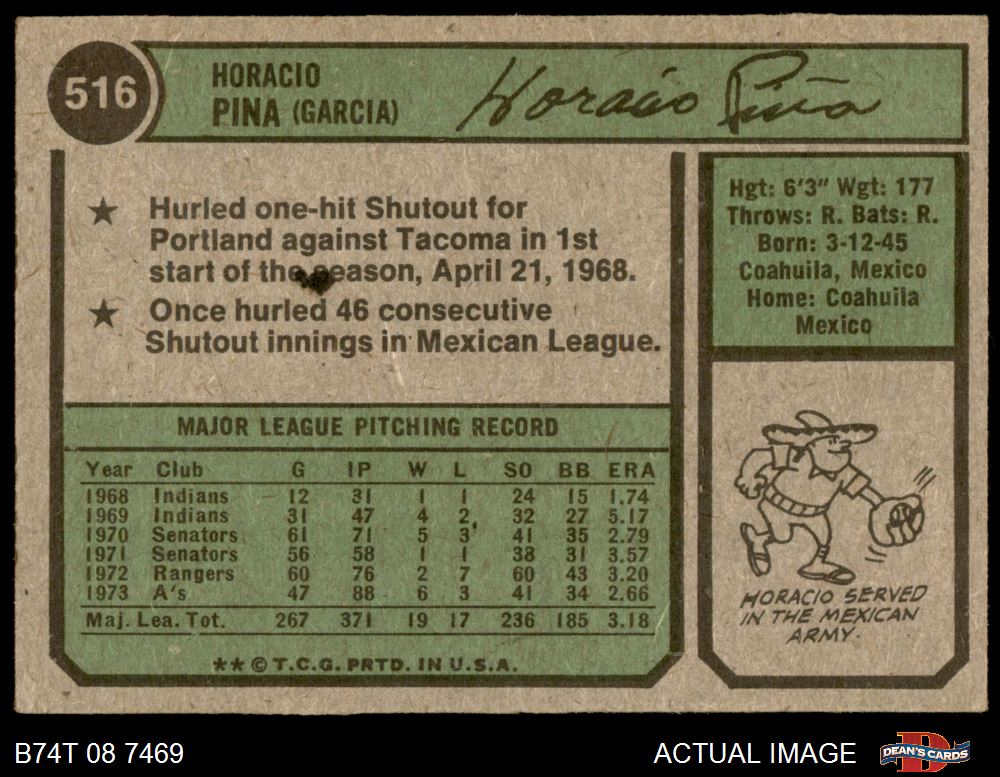 516
HORACIO
PINA (GARCIA)
Horacio Piña
★ Hurled one-hit Shutout for
Portland against Tacoma in 1st
start of the season, April 21, 1968.
★ Once hurled 46 consecutive
Shutout innings in Mexican League.
MAJOR LEAGUE PITCHING RECORD
Year Club G IP W L SO BB ERA
1968 Indians 12 31 1 1 24 15 1.74
1969 Indians 31 47 4 2 32 27 5.17
1970 Senators 61 71 5 3 41 35 2.79
1971 Senators 56 58 1 1 38 31 3.57
1972 Rangers 60 76 2 7 60 43 3.20
1973 A's 47 88 6 3 41 34 2.66
Maj. Lea. Tot. 267 371 19 17 236 185 3.18
★★ © T.C.G. PRTD. IN U.S.A.
Hgt: 6'3" Wgt: 177
Throws: R. Bats: R.
Born: 3-12-45
Coahuila, Mexico
Home: Coahuila
Mexico
HORACIO SERVED
IN THE MEXICAN
ARMY.
B74T 08 7469
ACTUAL IMAGE
DEAN'S CARDS